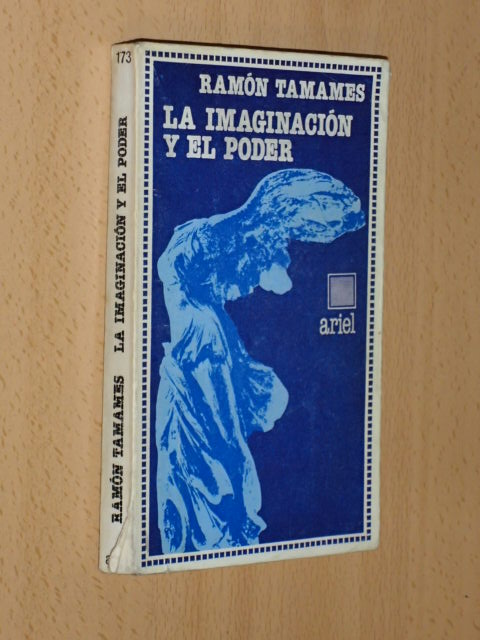 RAMÓN TAMAMES
LA IMAGINACIÓN
Y EL PODER
ariel
173
RAMÓN TAMAMES LA IMAGINACIÓN Y EL PODER